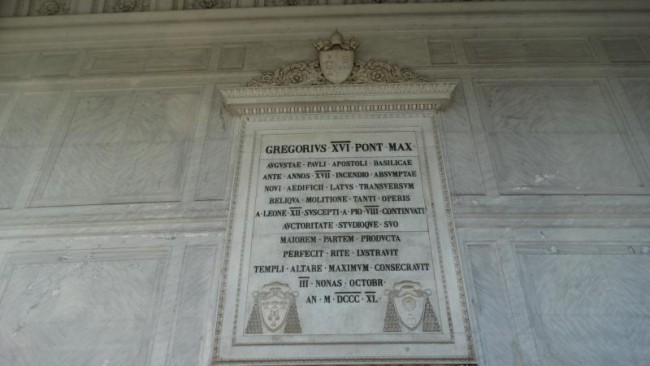 GREGORIVS · XVI · PONT · MAX
AVGVSTAE · PAVLI · APOSTOLI · BASILICAE
ANTE · ANNOS · XVII · INCENDIO · ABSVMPTAE
NOVI · AEDIFICII · LATVS · TRANSVERSVM
RELIQVA · MOLITIONE · TANTI · OPERIS
A · LEONE · XII · SVSCEPTI · A · PIO · VIII · CONTINVATI
AVCTORITATE · STVDIOQVE · SVO
MAIOREM · PARTEM · PRODVCTA
PERFECIT · RITE · LVSTRAVIT
TEMPLI · ALTARE · MAXIMVM · CONSECRAVIT
III · NONAS · OCTOBR ·
AN · M · DCCC · XL ·